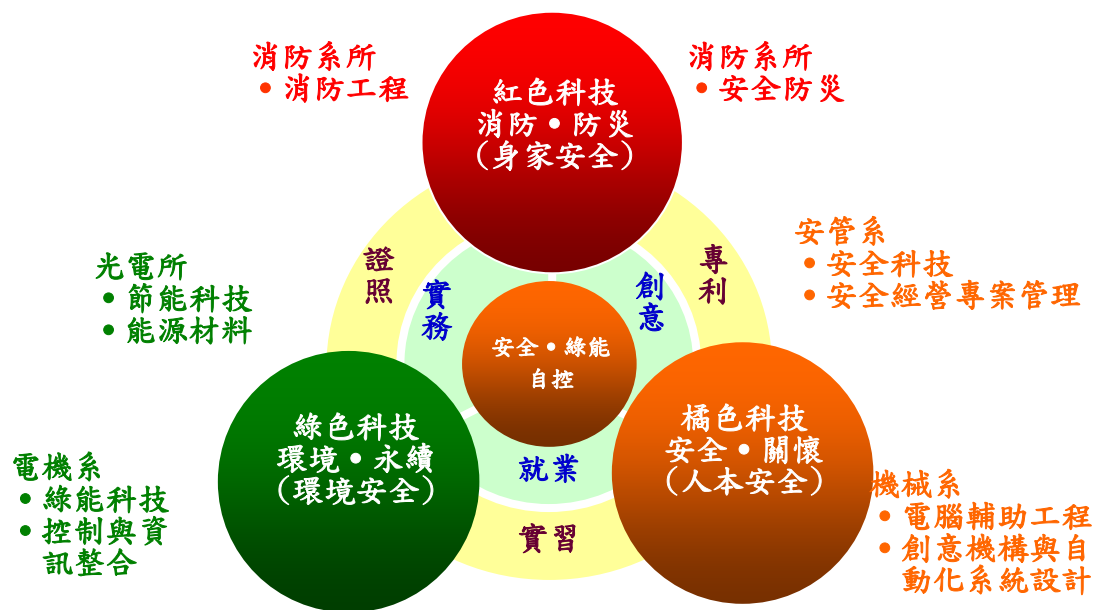 消防系所
• 消防工程
消防系所
• 安全防災
紅色科技
消防•防災
(身家安全)
證照
實務
創意
專利
安管系
• 安全科技
• 安全經營專案管理
光電所
• 節能科技
• 能源材料
安全•綠能
自控
綠色科技
環境•永續
(環境安全)
橘色科技
安全•關懷
(人本安全)
就業
實習
電機系
• 綠能科技
• 控制與資
訊整合
機械系
• 電腦輔助工程
• 創意機構與自
動化系統設計